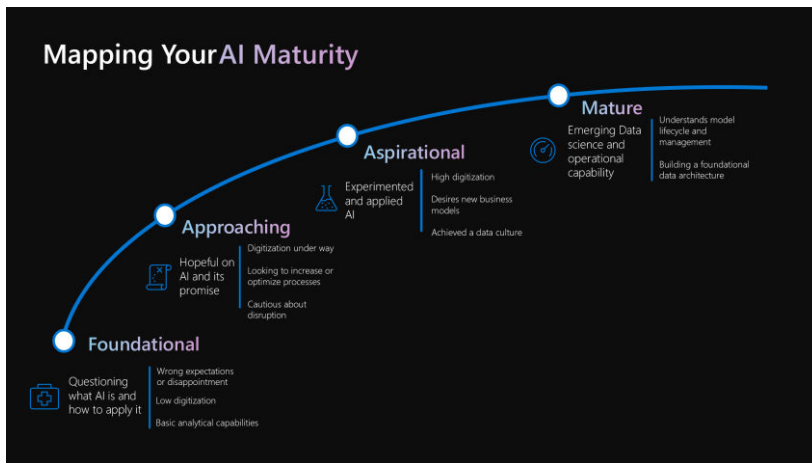 Mapping Your AI Maturity
Mature
Emerging Data
science and
operational
capability
Understands model
lifecycle and
management
Building a foundational
data architecture
Aspirational
Experimented
and applied
AI
High digitization
Desires new business
models
Achieved a data culture
Approaching
Hopeful on
AI and its
promise
Digitization under way
Looking to increase or
optimize processes
Cautious about
disruption
Foundational
Questioning
what AI is and
how to apply it
Wrong expectations
or disappointment
Low digitization
Basic analytical capabilities